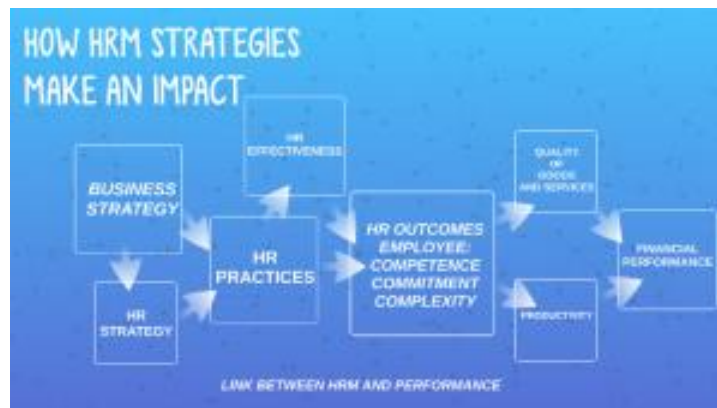 HOW HRM STRATEGIES
MAKE AN IMPACT
HR
EFFECTIVENESS
QUALITY
OF
GOODS
AND SERVICES
BUSINESS
STRATEGY
HR OUTCOMES
EMPLOYEE:
COMPETENCE
COMMITMENT
COMPLEXITY
HR
PRACTICES
FINANCIAL
PERFORMANCE
HR
STRATEGY
PRODUCTIVITY
LINK BETWEEN HRM AND PERFORMANCE